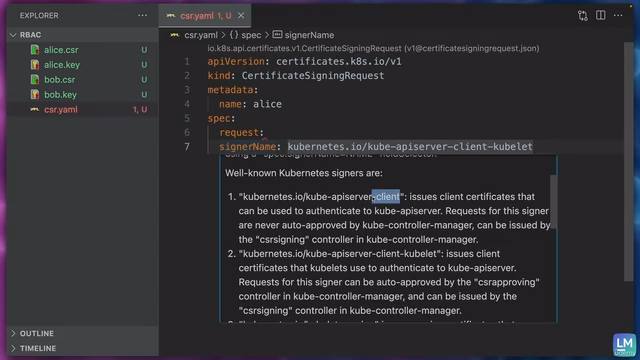 EXPLORER
RBAC
alice.csr U
alice.key U
bob.csr U
bob.key U
csr.yaml 1, U
OUTLINE
TIMELINE
csr.yaml 1, U
csr.yaml > {} spec > signerName
io.k8s.api.certificates.v1.CertificateSigningRequest (v1@certificatesigningrequest.json)
1 apiVersion: certificates.k8s.io/v1
2 kind: CertificateSigningRequest
3 metadata:
4 name: alice
5 spec:
6 request:
7 signerName: kubernetes.io/kube-apiserver-client-kubelet
using a "spec.signerName=NAME" fieldSelector.
Well-known Kubernetes signers are:
1. "kubernetes.io/kube-apiserver-client": issues client certificates that
can be used to authenticate to kube-apiserver. Requests for this signer
are never auto-approved by kube-controller-manager, can be issued by
the "csrsigning" controller in kube-controller-manager.
2. "kubernetes.io/kube-apiserver-client-kubelet": issues client
certificates that kubelets use to authenticate to kube-apiserver.
Requests for this signer can be auto-approved by the "csrapproving"
controller in kube-controller-manager, and can be issued by the
"csrsigning" controller in kube-controller-manager.
LM